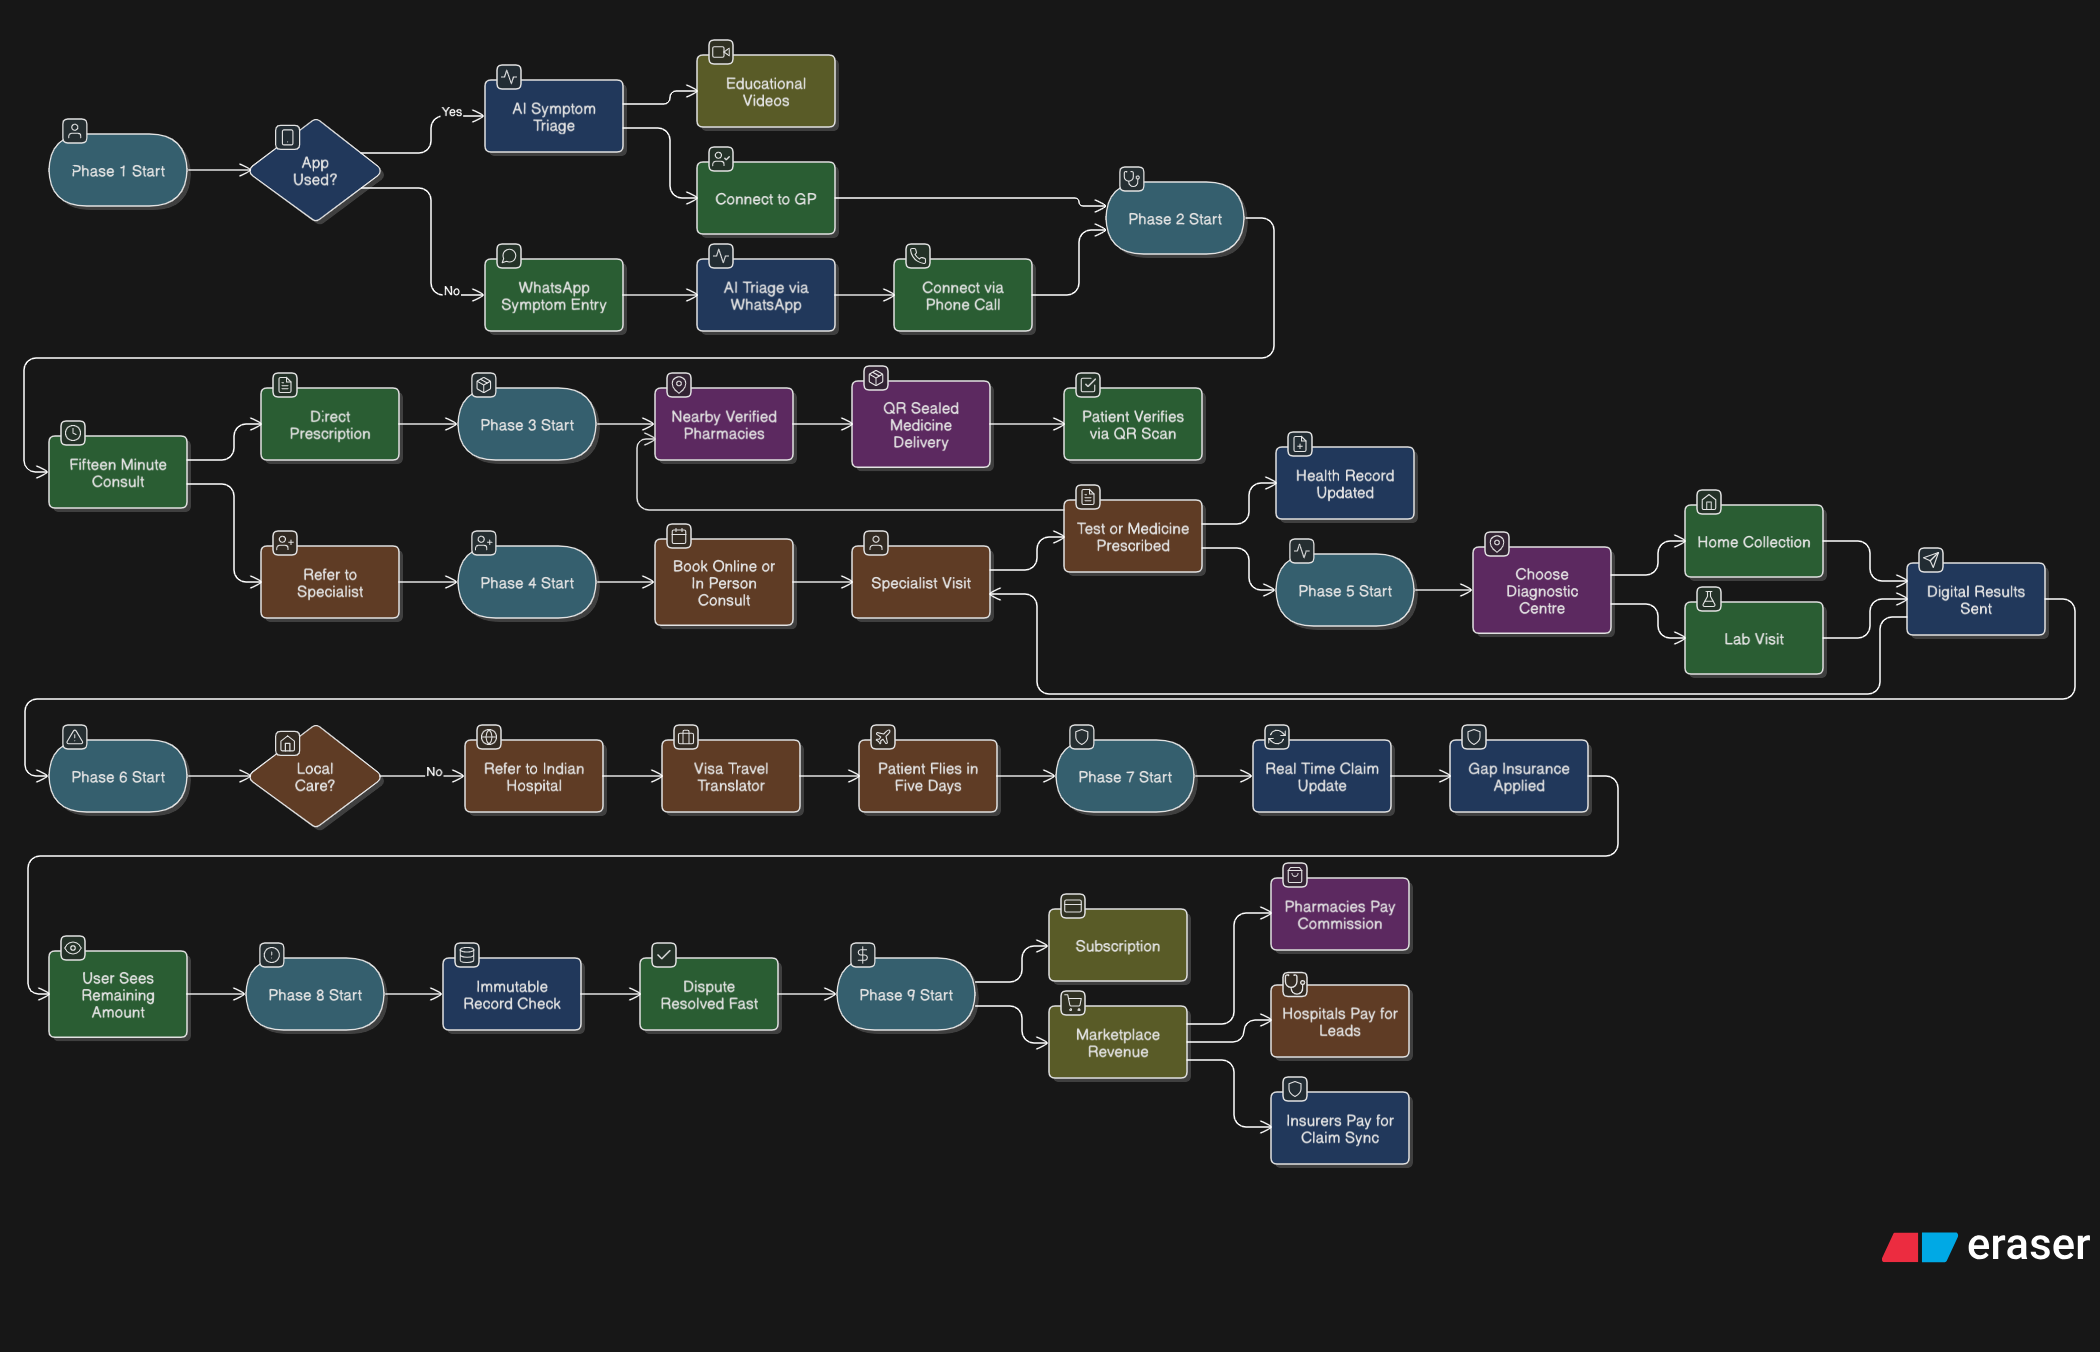 Educational
Videos
Yes
AI Symptom
Triage
Phase 1 Start
App
Used?
Connect to GP
Phase 2 Start
No
WhatsApp
Symptom Entry
AI Triage via
WhatsApp
Connect via
Phone Call
Direct
Prescription
Phase 3 Start
Nearby Verified
Pharmacies
QR Sealed
Medicine
Delivery
Patient Verifies
via QR Scan
Fifteen Minute
Consult
Health Record
Updated
Refer to
Specialist
Phase 4 Start
Book Online or
In Person
Consult
Specialist Visit
Test or Medicine
Prescribed
Phase 5 Start
Choose
Diagnostic
Centre
Home Collection
Lab Visit
Digital Results
Sent
Phase 6 Start
Local
Care?
No
Refer to Indian
Hospital
Visa Travel
Translator
Patient Flies in
Five Days
Phase 7 Start
Real Time Claim
Update
Gap Insurance
Applied
User Sees
Remaining
Amount
Phase 8 Start
Immutable
Record Check
Dispute
Resolved Fast
Phase 9 Start
Subscription
Marketplace
Revenue
Pharmacies Pay
Commission
Hospitals Pay for
Leads
Insurers Pay for
Claim Sync
eraser